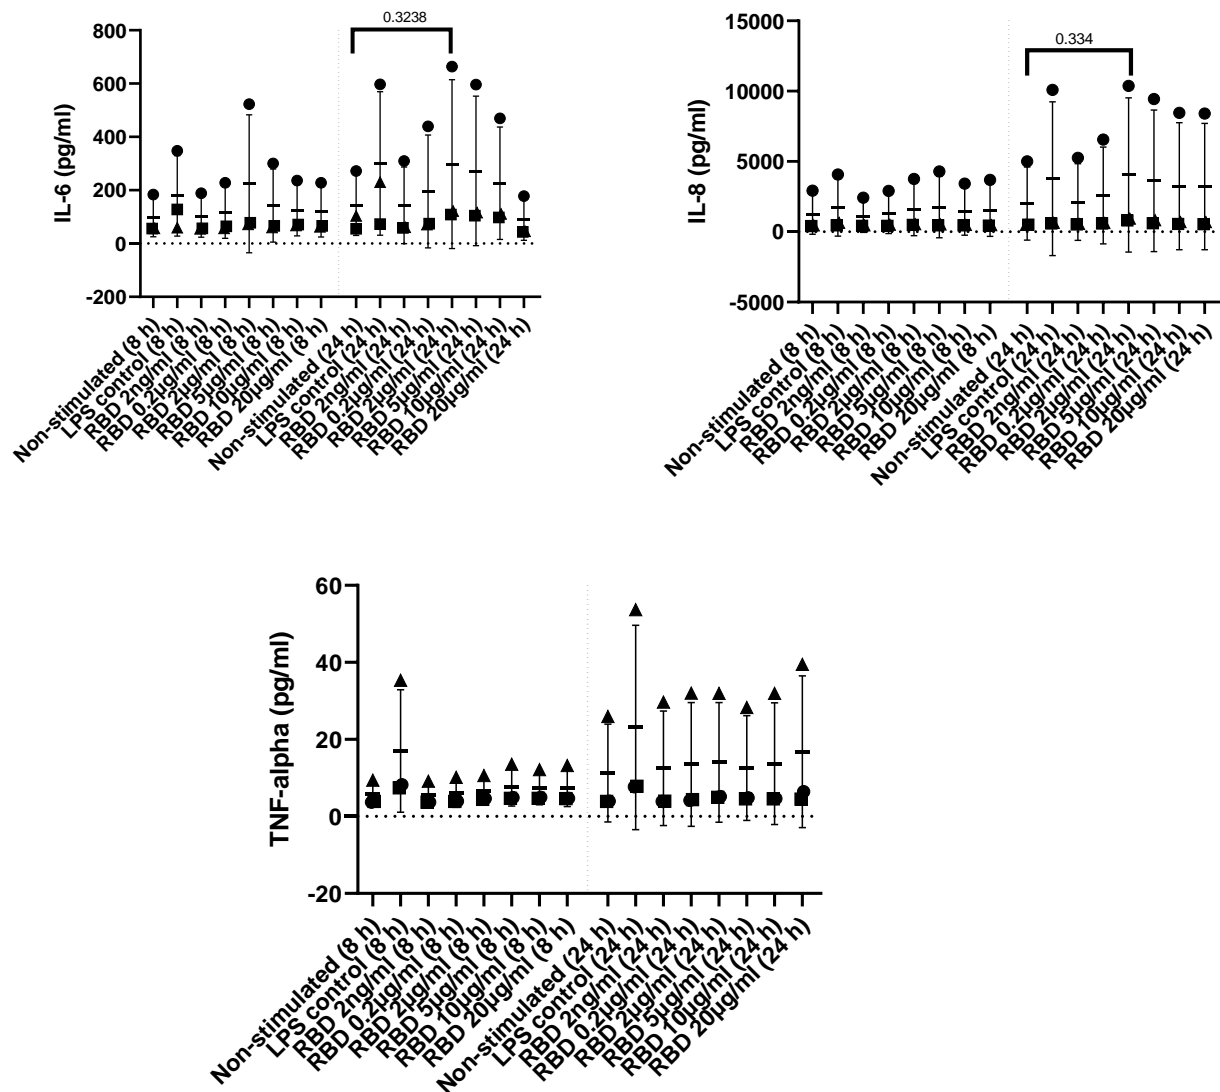 0.3238
800
600
400
200
0
-200
IL-6 (pg/ml)
Non-stimulated (8 h)
LPS control (8 h)
RBD 2ng/ml (8 h)
RBD 0.2µg/ml (8 h)
RBD 2µg/ml (8 h)
RBD 5µg/ml (8 h)
RBD 10µg/ml (8 h)
RBD 20µg/ml (8 h)
Non-stimulated (24 h)
LPS control (24 h)
RBD 2ng/ml (24 h)
RBD 0.2µg/ml (24 h)
RBD 2µg/ml (24 h)
RBD 5µg/ml (24 h)
RBD 10µg/ml (24 h)
RBD 20µg/ml (24 h)
0.334
15000
10000
5000
0
-5000
IL-8 (pg/ml)
Non-stimulated (8 h)
LPS control (8 h)
RBD 2ng/ml (8 h)
RBD 0.2µg/ml (8 h)
RBD 2µg/ml (8 h)
RBD 5µg/ml (8 h)
RBD 10µg/ml (8 h)
RBD 20µg/ml (8 h)
Non-stimulated (24 h)
LPS control (24 h)
RBD 2ng/ml (24 h)
RBD 0.2µg/ml (24 h)
RBD 2µg/ml (24 h)
RBD 5µg/ml (24 h)
RBD 10µg/ml (24 h)
RBD 20µg/ml (24 h)
60
40
20
0
-20
TNF-alpha (pg/ml)
Non-stimulated (8 h)
LPS control (8 h)
RBD 2ng/ml (8 h)
RBD 0.2µg/ml (8 h)
RBD 2µg/ml (8 h)
RBD 5µg/ml (8 h)
RBD 10µg/ml (8 h)
RBD 20µg/ml (8 h)
Non-stimulated (24 h)
LPS control (24 h)
RBD 2ng/ml (24 h)
RBD 0.2µg/ml (24 h)
RBD 2µg/ml (24 h)
RBD 5µg/ml (24 h)
RBD 10µg/ml (24 h)
RBD 20µg/ml (24 h)